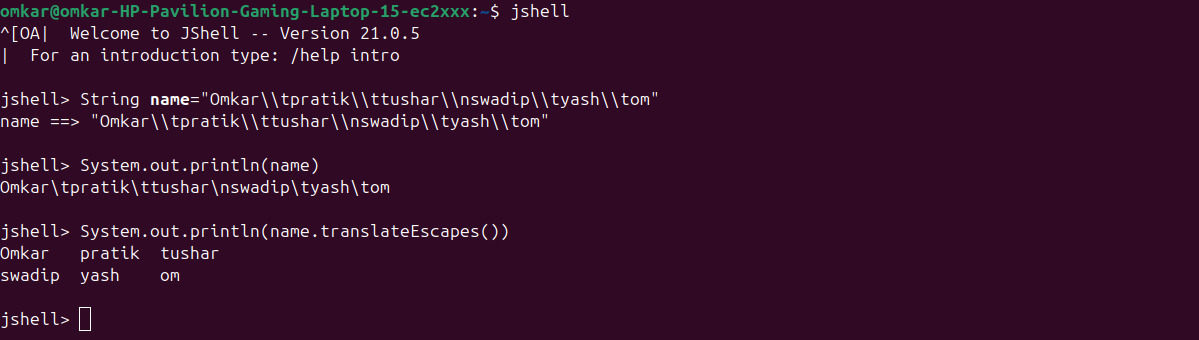 omkar@omkar-HP-Pavilion-Gaming-Laptop-15-ec2xxx:~$ jshell
^[OA|  Welcome to JShell -- Version 21.0.5
|  For an introduction type: /help intro

jshell> String name="Omkar\\tpratik\\ttushar\\nswadip\\tyash\\tom"
name ==> "Omkar\\tpratik\\ttushar\\nswadip\\tyash\\tom"

jshell> System.out.println(name)
Omkar\tpratik\ttushar\nswadip\tyash\tom

jshell> System.out.println(name.translateEscapes())
Omkar   pratik  tushar
swadip  yash    om

jshell>